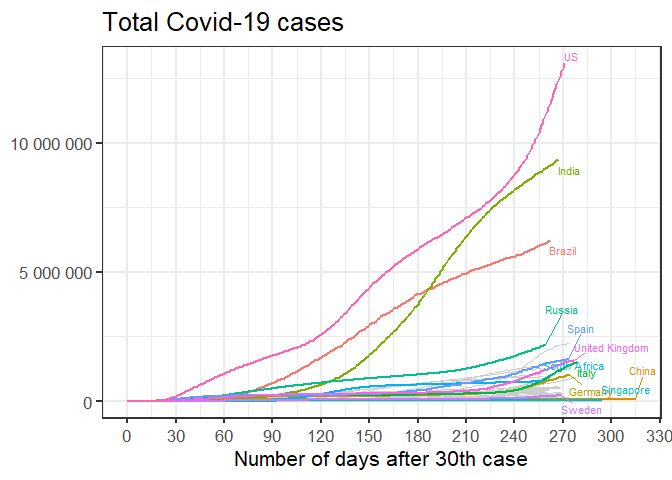 Total Covid-19 cases
US
10 000 000
India
Brazil
5 000 000
Russia
Spain
United Kingdom
Africa
China
Italy
Germany
Singapore
0
Sweden
0 30 60 90 120 150 180 210 240 270 300 330
Number of days after 30th case